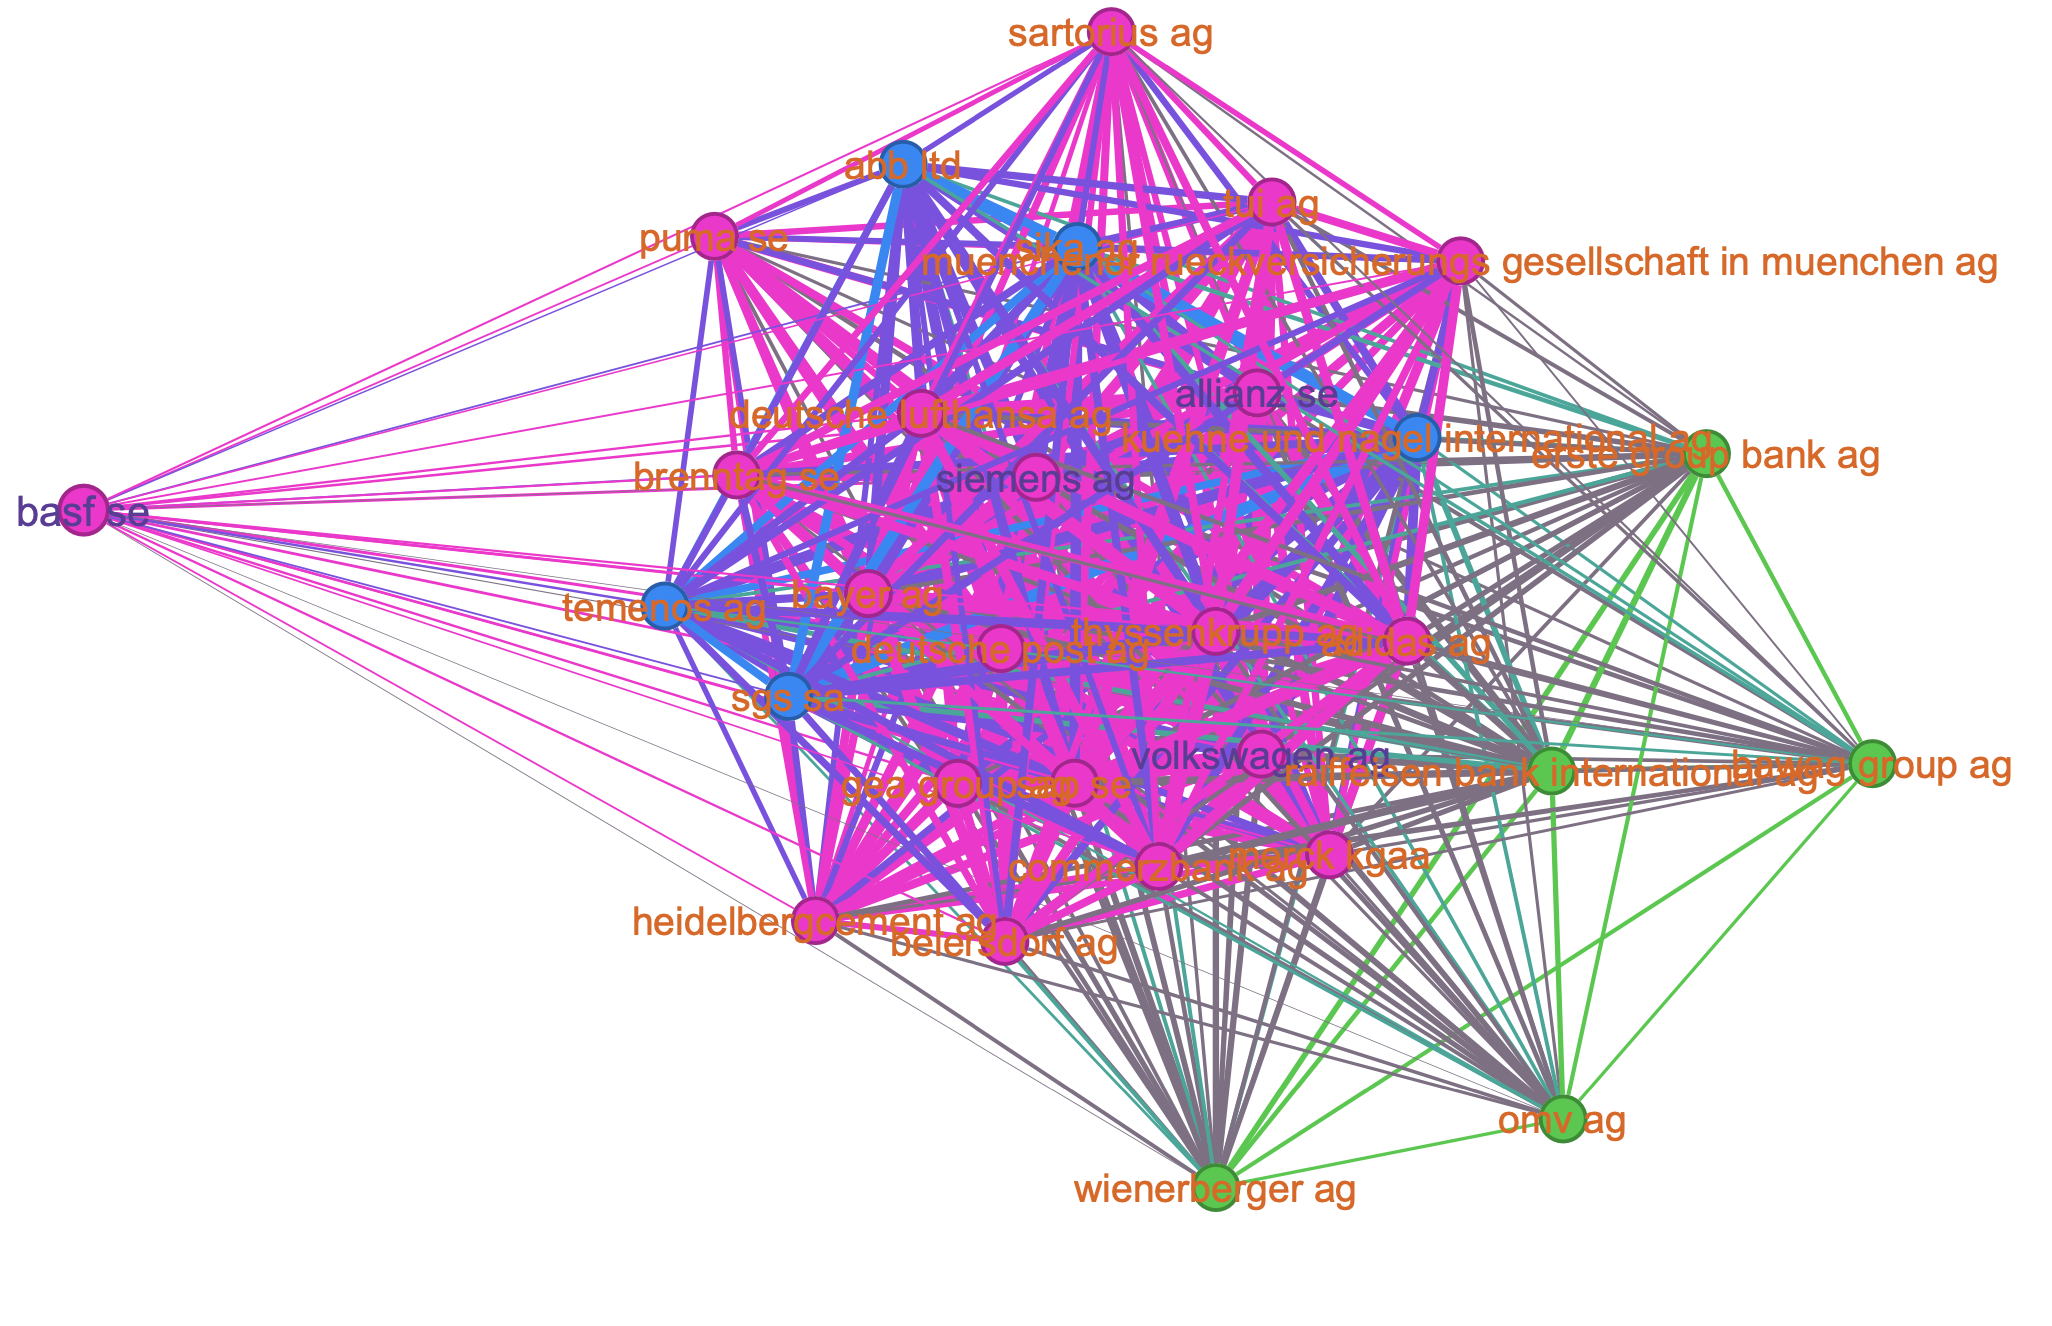 sartorius ag
abb ltd
tui ag
puma se
sika ag
muenchener rueckversicherungs gesellschaft in muenchen ag
allianz se
deutsche lufthansa ag
kuehne und nagel international ag
erste group bank ag
brenntag se
siemens ag
basf se
bayer ag
temenos ag
thyssenkrupp ag
adidas ag
deutsche post ag
sgs sa
volkswagen ag
raiffeisen bank international ag
bawag group ag
gea group ag
sap se
commerzbank ag
merck kgaa
heidelbergcement ag
beiersdorf ag
omv ag
wienerberger ag